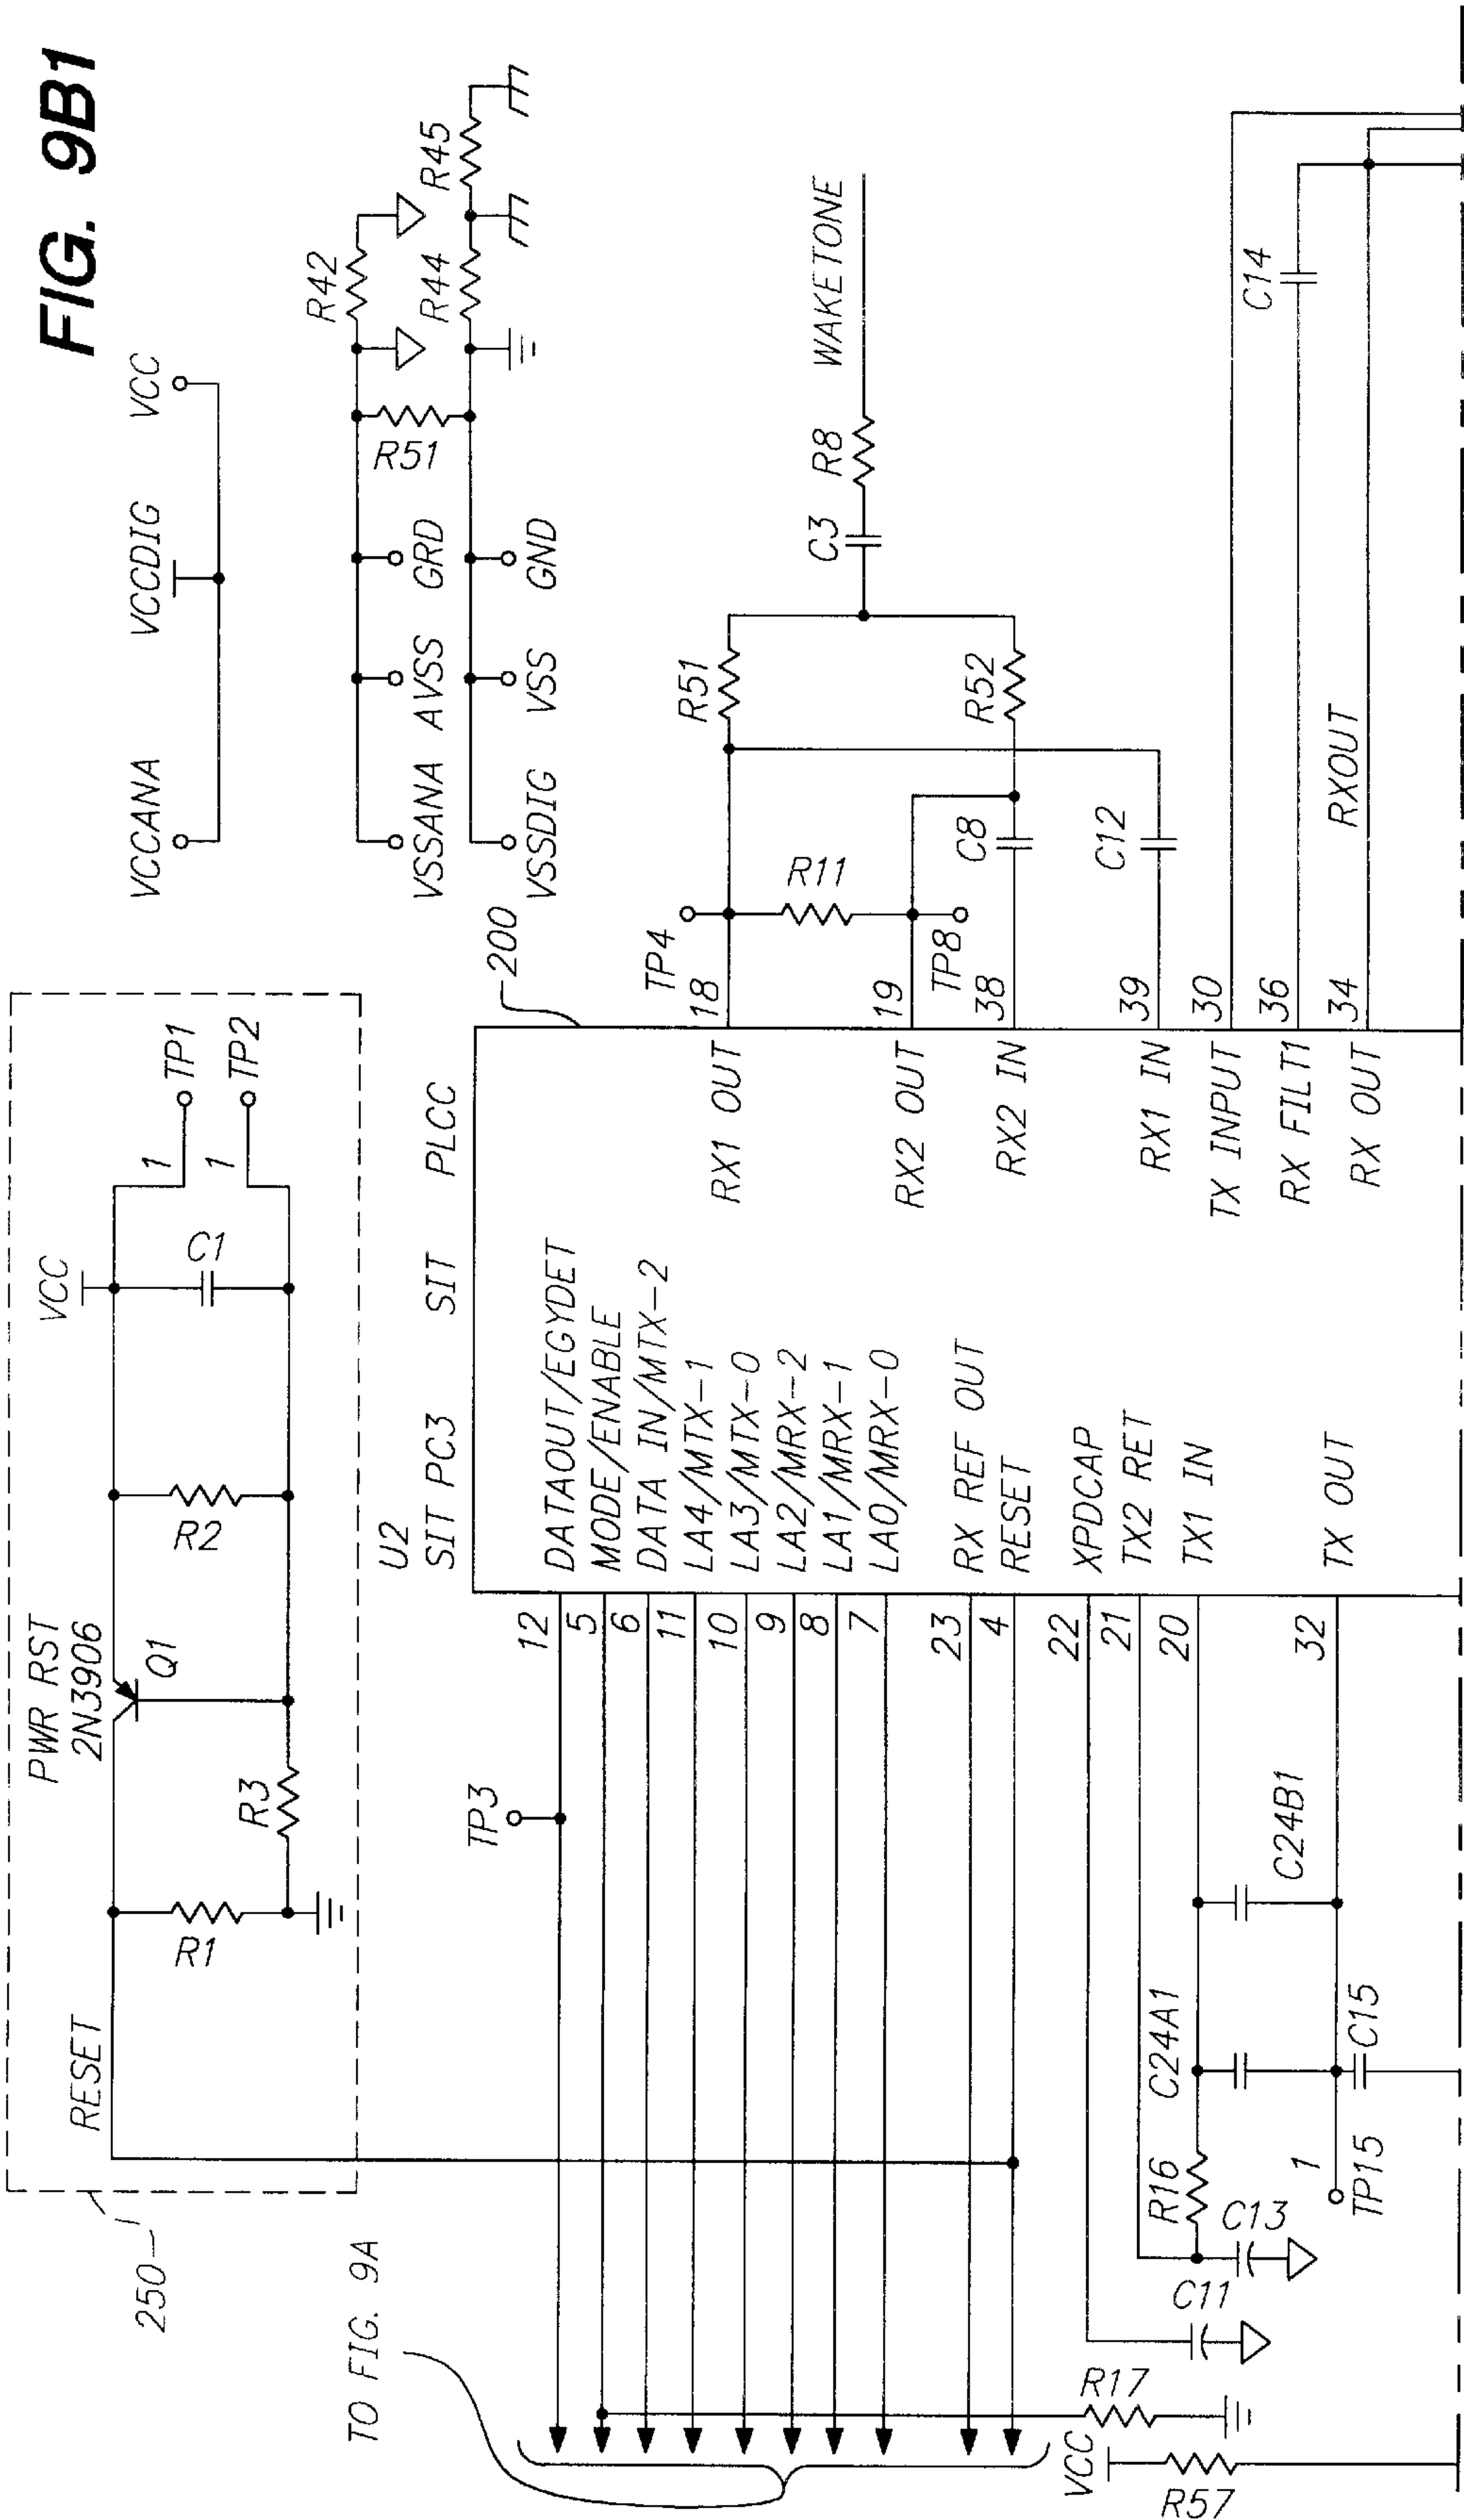 FIG. 9B1
250
PWR RST
2N3906
Q1
RESET
R1
R3
R2
VCC
C1
1
TP1
1
TP2
VCCANA
VCCDIG
VCC
VSSANA
AVSS
GRD
R42
R51
VSSDIG
VSS
GND
R44
R45
U2
SIT PC3
SIT
PLCC
200
TO FIG. 9A
TP3
12
DATAOUT/EGYDET
5
MODE/ENABLE
6
DATA IN/MTX-2
11
LA4/MTX-1
10
LA3/MTX-0
9
LA2/MRX-2
8
LA1/MRX-1
7
LA0/MRX-0
23
RX REF OUT
4
RESET
22
XPDCAP
21
TX2 RET
20
TX1 IN
32
TX OUT
RX1 OUT
18
TP4
RX2 OUT
19
TP8
RX2 IN
38
RX1 IN
39
TX INPUT
30
RX FILT1
36
RX OUT
34
R11
C8
C12
R51
R52
C3
R8
WAKETONE
C14
RXOUT
VCC
R57
R17
C11
C13
R16
C24A1
C24B1
1
TP15
C15